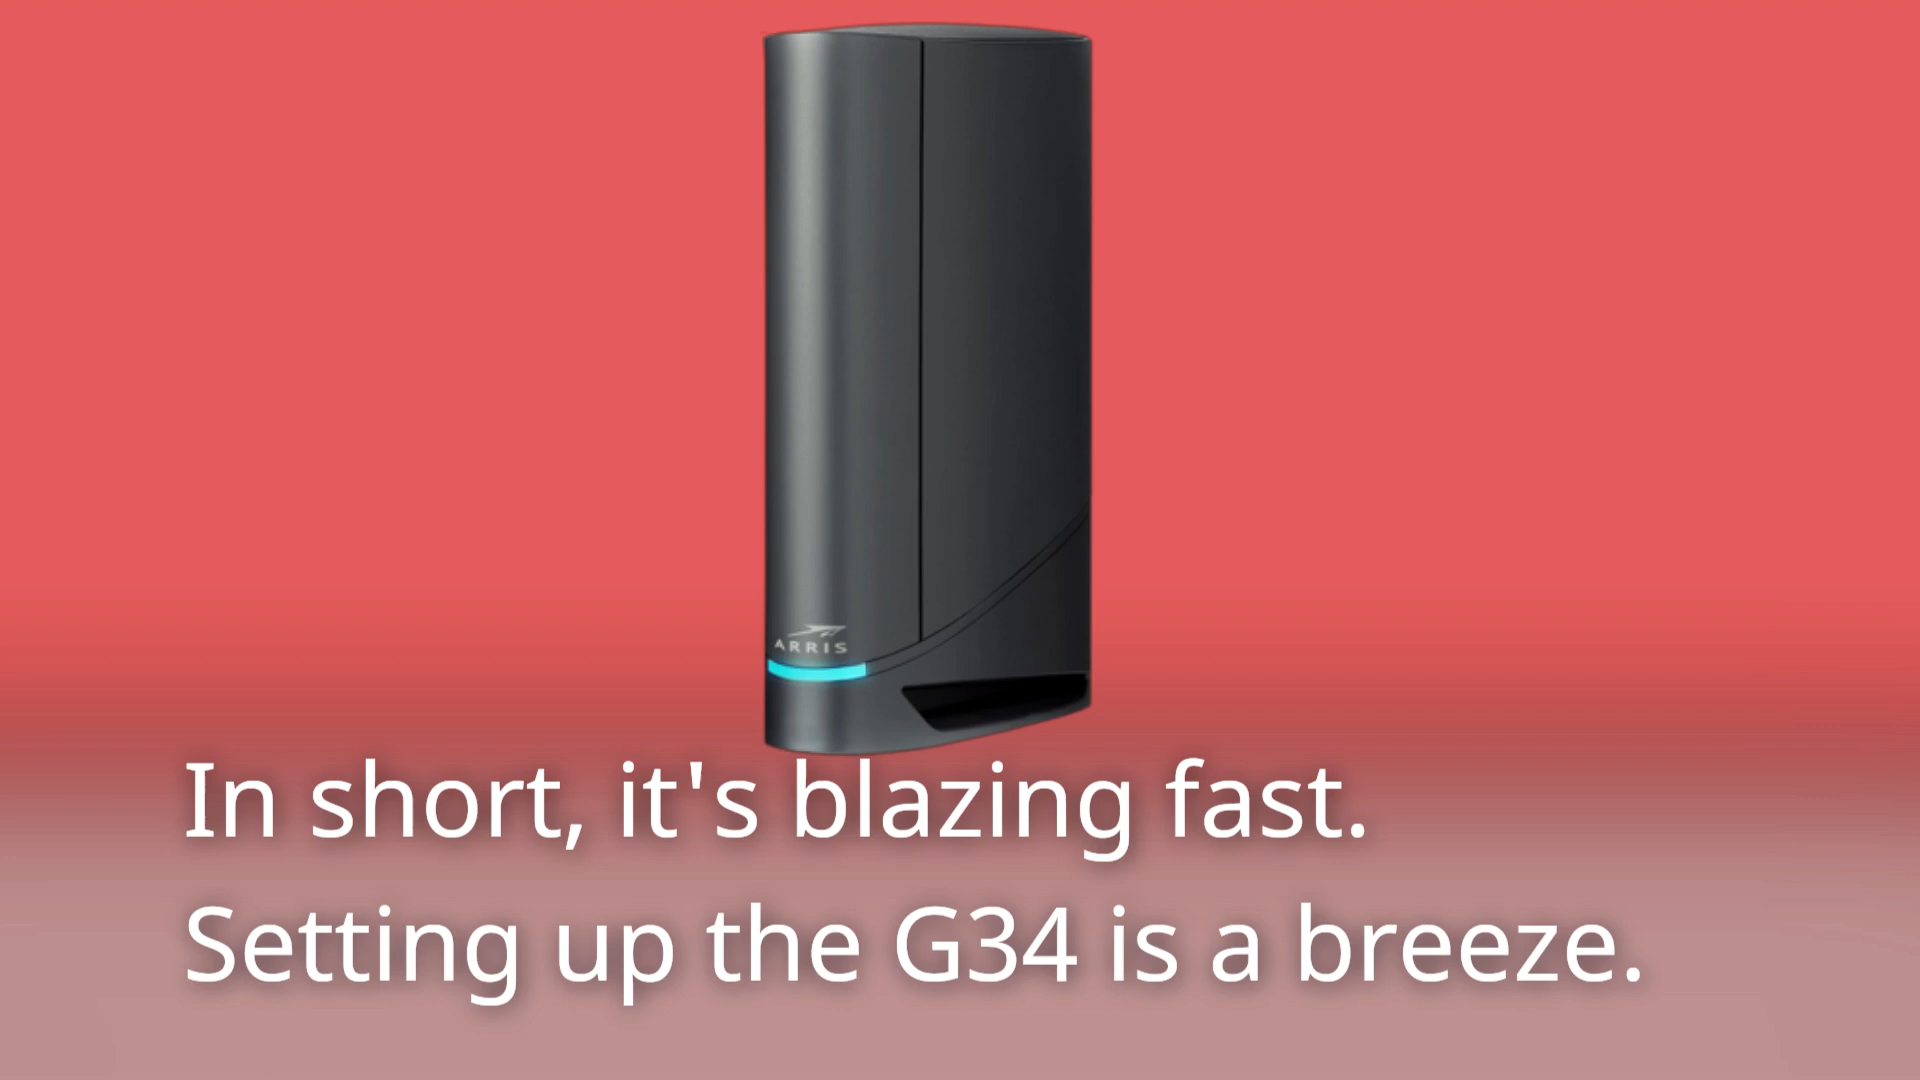 ARRIS
In short, it's blazing fast.
Setting up the G34 is a breeze.